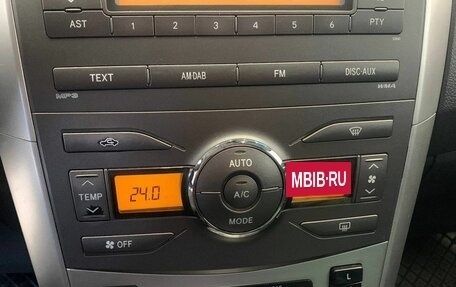 AST 1 2 3 4 5 6 PTY
TEXT AM·DAB FM DISC·AUX
MP3 WMA
AUTO
TEMP 24.0 A/C MBIB·RU
MODE
OFF
L